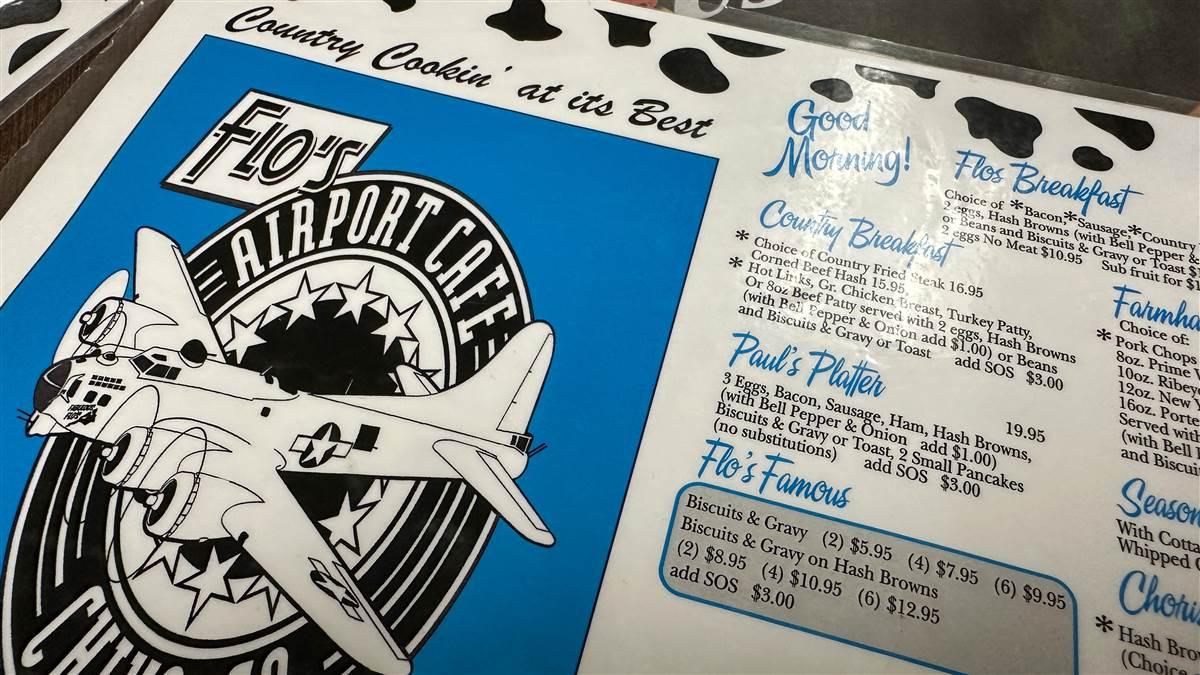 Country Cookin' at its Best
FLO'S
AIRPORT CAFE
Good
Morning!
Country Breakfast
* Choice of Country Fried Steak 16.95
Corned Beef Hash 15.95,
* Hot Links, Gr. Chicken Breast, Turkey Patty,
Or 8oz Beef Patty served with 2 eggs, Hash Browns
(with Bell Pepper & Onion add $1.00) or Beans
and Biscuits & Gravy or Toast add SOS $3.00
Paul's Platter
3 Eggs, Bacon, Sausage, Ham, Hash Browns, 19.95
(with Bell Pepper & Onion add $1.00)
Biscuits & Gravy or Toast, 2 Small Pancakes
(no substitutions) add SOS $3.00
Flo's Famous
Biscuits & Gravy (2) $5.95 (4) $7.95 (6) $9.95
Biscuits & Gravy on Hash Browns
(2) $8.95 (4) $10.95 (6) $12.95
add SOS $3.00
Flos Breakfast
Choice of *Bacon,*Sausage,*Country
2 eggs, Hash Browns (with Bell Pepper &
or Beans and Biscuits & Gravy or Toast
2 eggs No Meat $10.95 Sub fruit for
Choice of:
* Pork Chops
8oz. Prime
10oz.
12oz. New
16oz.
Served with
(with Bell
and
With
Whipped
* Hash
(Choice